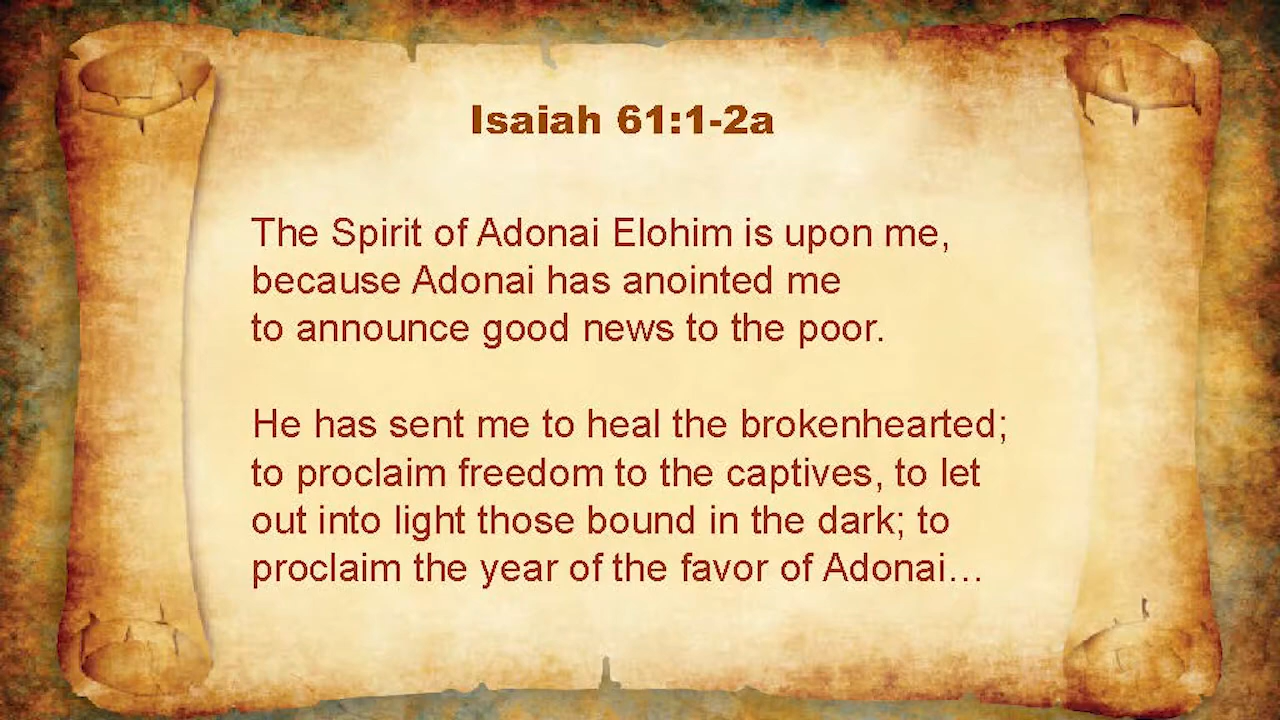 Isaiah 61:1-2a
The Spirit of Adonai Elohim is upon me,
because Adonai has anointed me
to announce good news to the poor.
He has sent me to heal the brokenhearted;
to proclaim freedom to the captives, to let
out into light those bound in the dark; to
proclaim the year of the favor of Adonai…